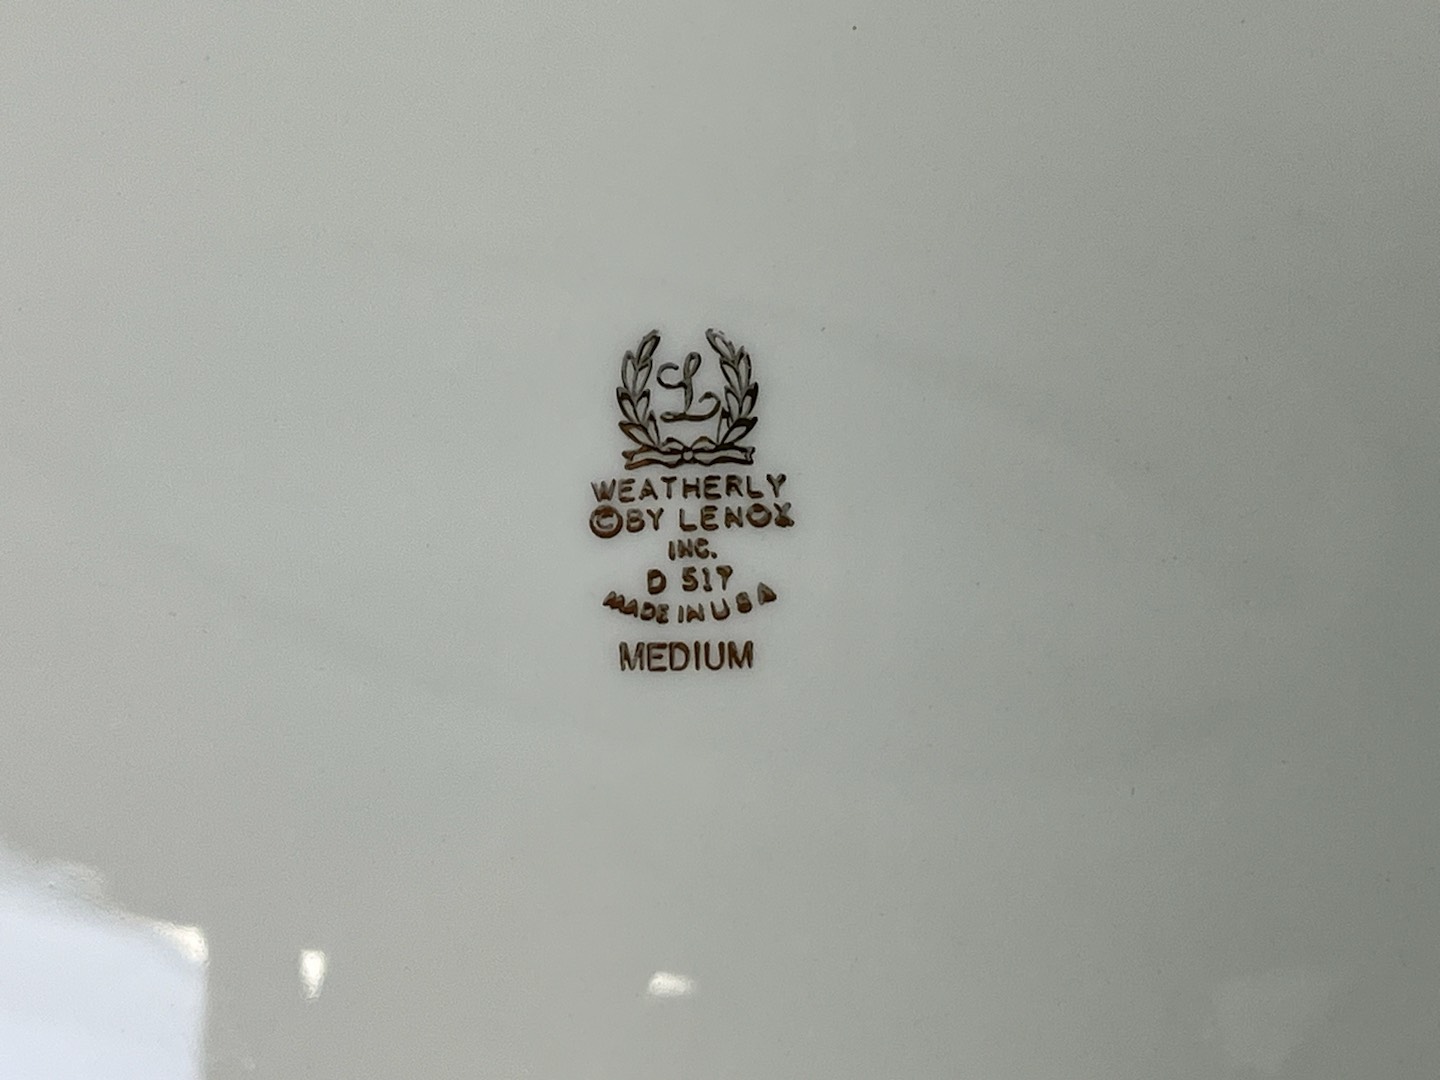 L
WEATHERLY
©BY LENOX
INC.
D 517
MADE IN USA
MEDIUM